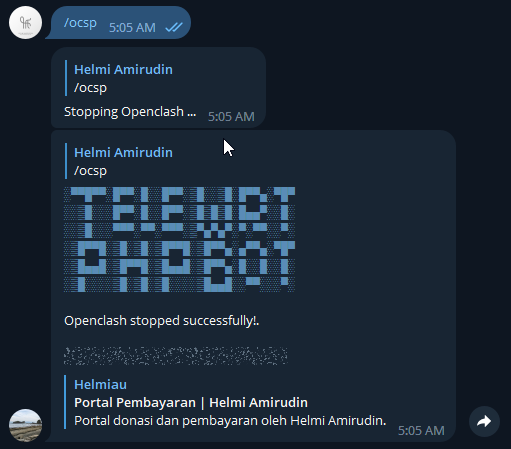 /ocsp 5:05 AM
Helmi Amirudin
/ocsp
Stopping Openclash ... 5:05 AM
Helmi Amirudin
/ocsp
TELEWRT
PHPBOT
Openclash stopped successfully!.
Helmiau
Portal Pembayaran | Helmi Amirudin
Portal donasi dan pembayaran oleh Helmi Amirudin. 5:05 AM